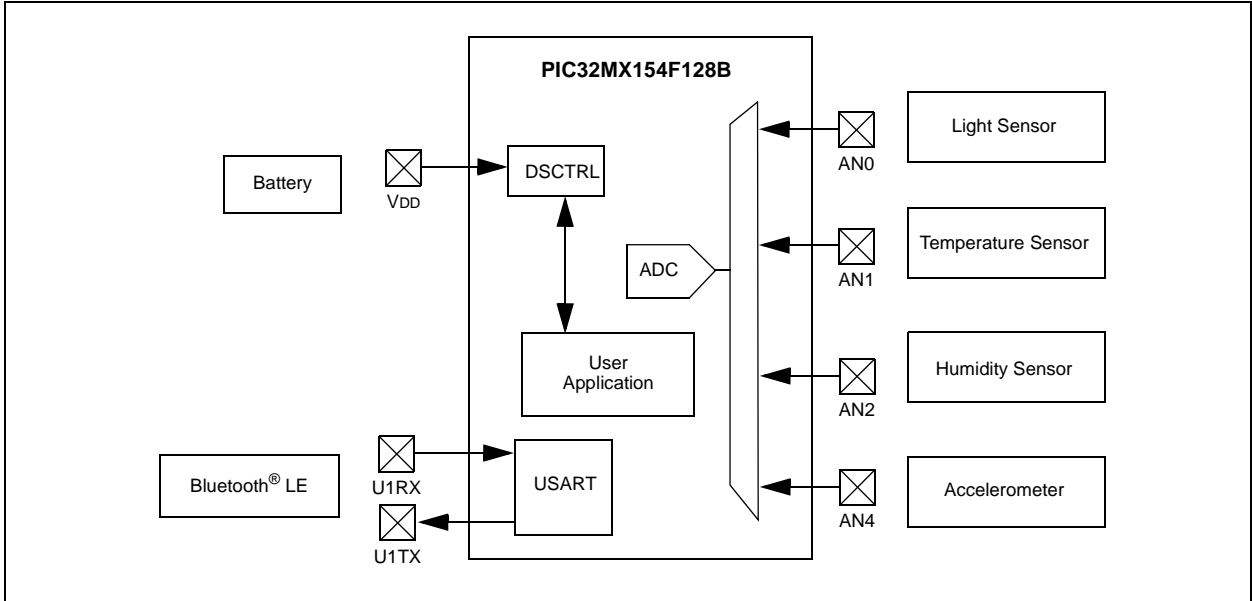 PIC32MX154F128B
Battery
VDD
DSCTRL
ADC
User
Application
Bluetooth® LE
U1RX
U1TX
USART
Light Sensor
AN0
Temperature Sensor
AN1
Humidity Sensor
AN2
Accelerometer
AN4